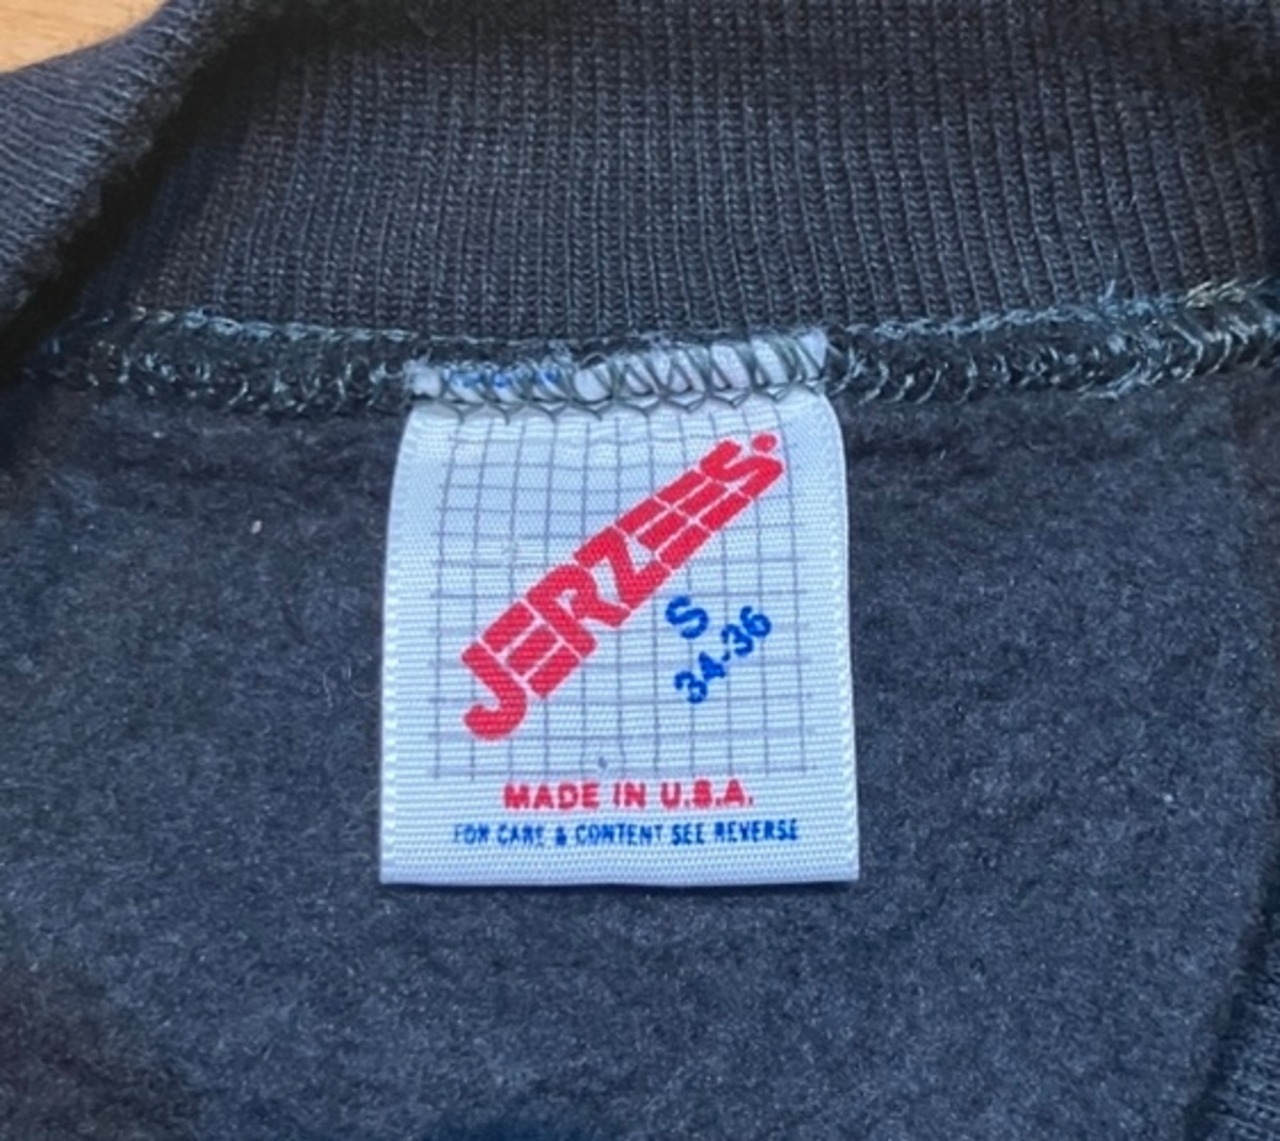 JERZEES.
S
34-36
MADE IN U.S.A.
FOR CARE & CONTENT SEE REVERSE